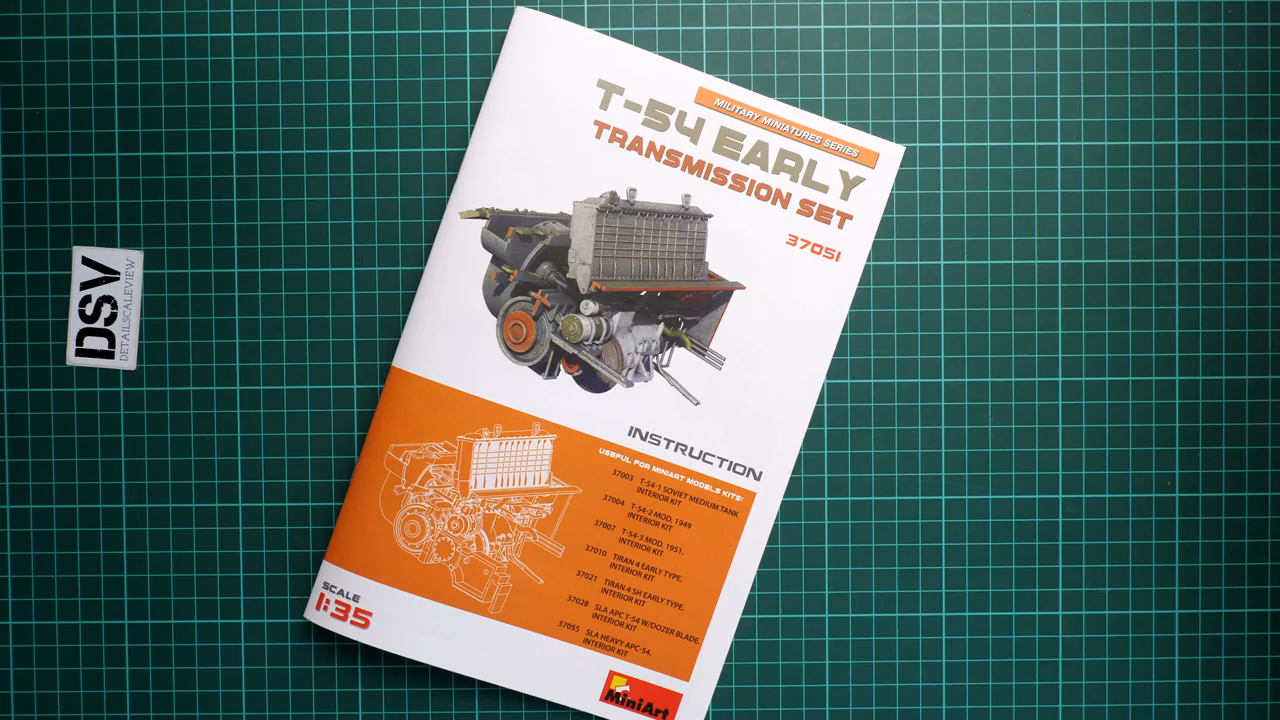 MILITARY MINIATURES SERIES
T-54 EARLY
TRANSMISSION SET
37051
DSV
DETAILSCALEVIEW
INSTRUCTION
USEFUL FOR MINIART MODELS KITS:
37003 T-54-1 SOVIET MEDIUM TANK
INTERIOR KIT
37004 T-54-2 MOD. 1949
INTERIOR KIT
37007 T-54-3 MOD. 1951.
INTERIOR KIT
37010 TIRAN 4 EARLY TYPE.
INTERIOR KIT
37021 TIRAN 4 SH EARLY TYPE.
INTERIOR KIT
37028 SLA APC T-54 W/DOZER BLADE.
INTERIOR KIT
37055 SLA HEAVY APC-54.
INTERIOR KIT
SCALE
1:35
MiniArt